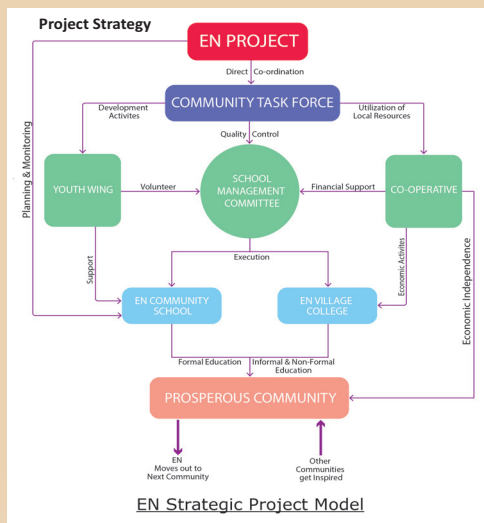 Project Strategy
EN PROJECT
Direct Co-ordination
COMMUNITY TASK FORCE
Development
Activites
Utilization of
Local Resources
Quality Control
Planning & Monitoring
YOUTH WING
Volunteer
SCHOOL
MANAGEMENT
COMMITTEE
Financial Support
CO-OPERATIVE
Support
Execution
Economic Activites
Economic Independence
EN COMMUNITY
SCHOOL
EN VILLAGE
COLLEGE
Formal Education
Informal & Non-Formal
Education
PROSPEROUS COMMUNITY
EN
Moves out to
Next Community
Other
Communities
get Inspired
EN Strategic Project Model